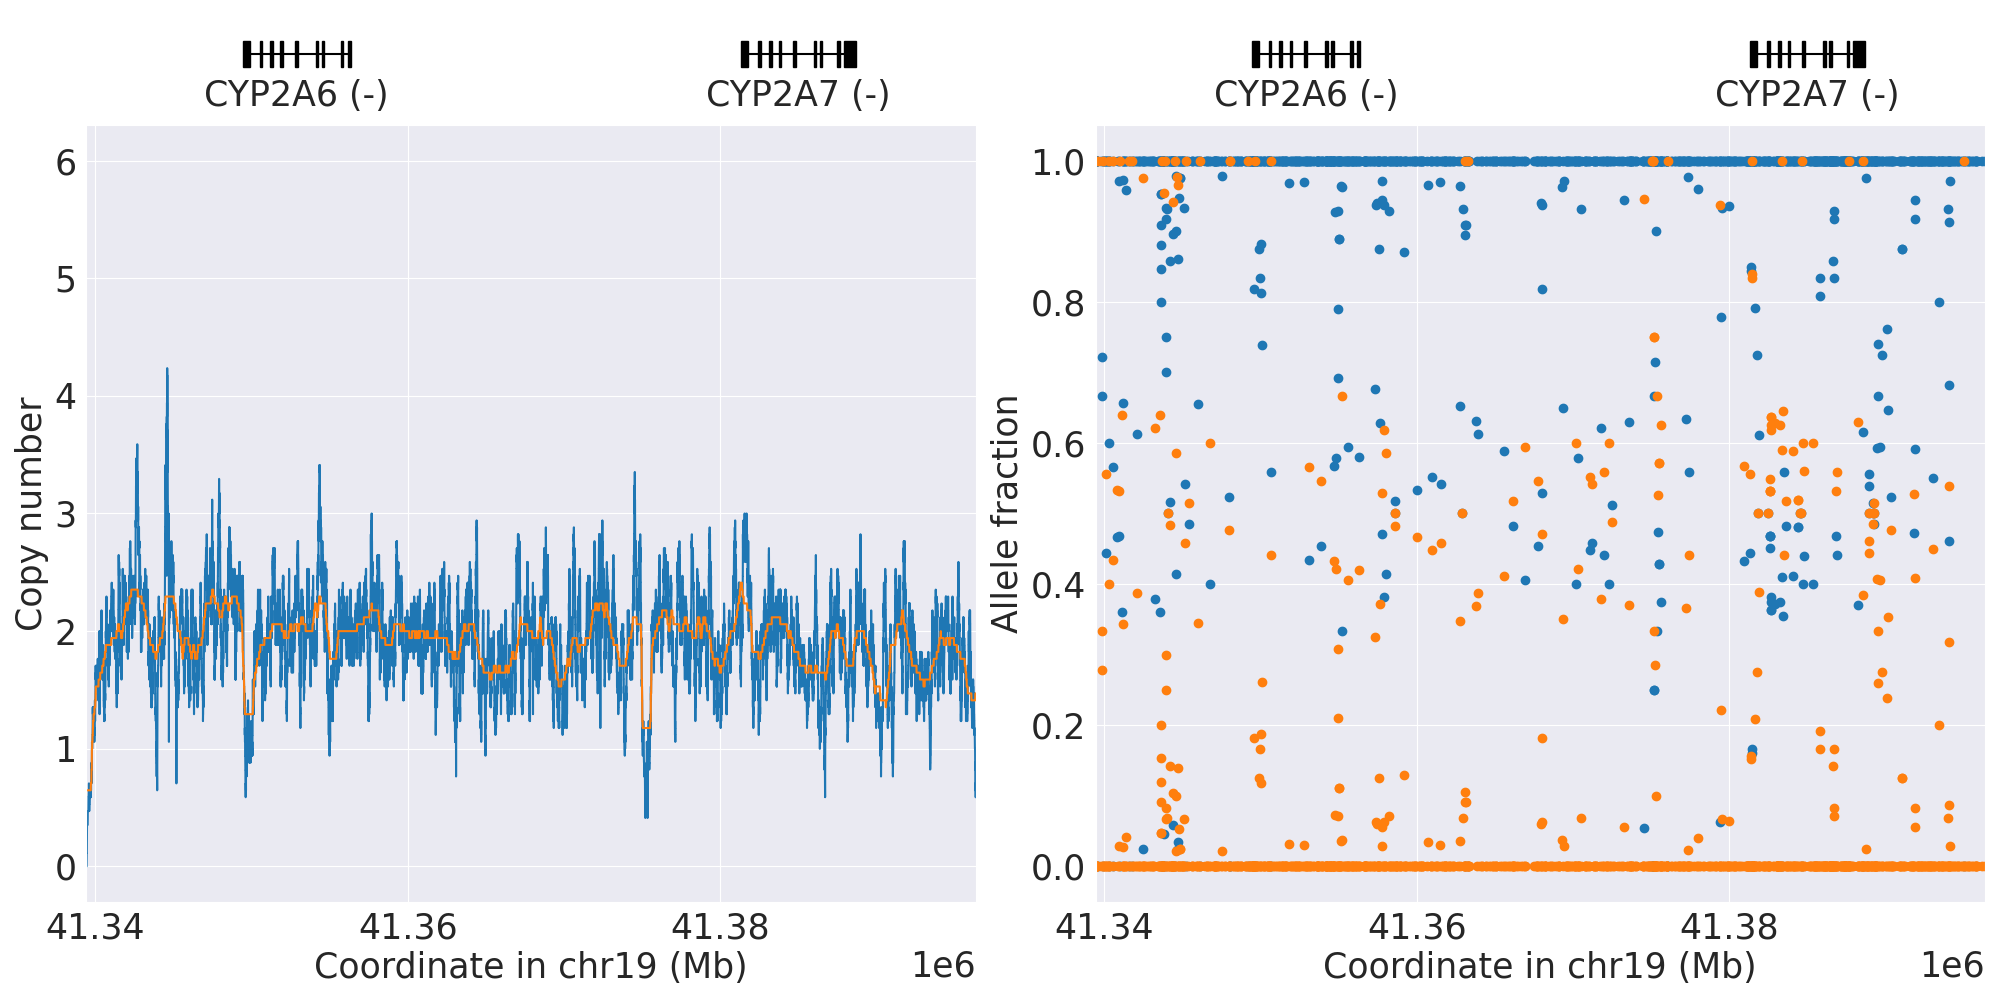 CYP2A6 (-)
CYP2A7 (-)
6
5
4
3
2
1
0
Copy number
41.34
41.36
41.38
Coordinate in chr19 (Mb)
1e6
CYP2A6 (-)
CYP2A7 (-)
1.0
0.8
0.6
0.4
0.2
0.0
Allele fraction
41.34
41.36
41.38
Coordinate in chr19 (Mb)
1e6